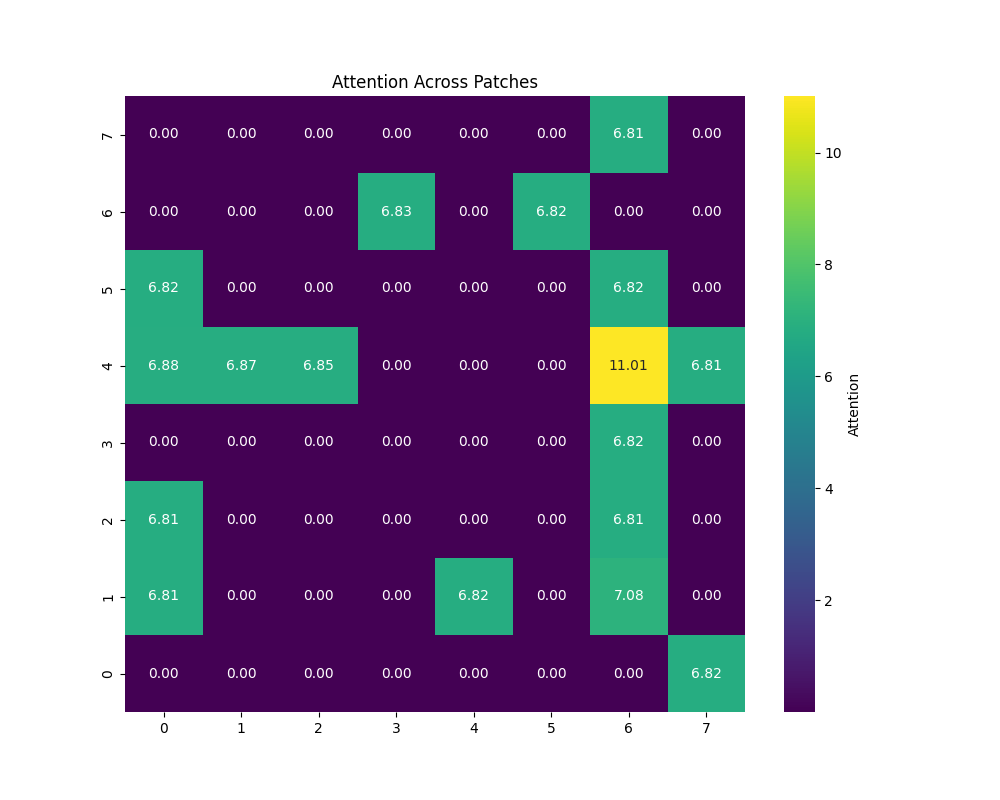 Attention Across Patches
7 0.00 0.00 0.00 0.00 0.00 0.00 6.81 0.00
6 0.00 0.00 0.00 6.83 0.00 6.82 0.00 0.00
5 6.82 0.00 0.00 0.00 0.00 0.00 6.82 0.00
4 6.88 6.87 6.85 0.00 0.00 0.00 11.01 6.81
3 0.00 0.00 0.00 0.00 0.00 0.00 6.82 0.00
2 6.81 0.00 0.00 0.00 0.00 0.00 6.81 0.00
1 6.81 0.00 0.00 0.00 6.82 0.00 7.08 0.00
0 0.00 0.00 0.00 0.00 0.00 0.00 0.00 6.82
0 1 2 3 4 5 6 7
10
8
6
4
2
Attention